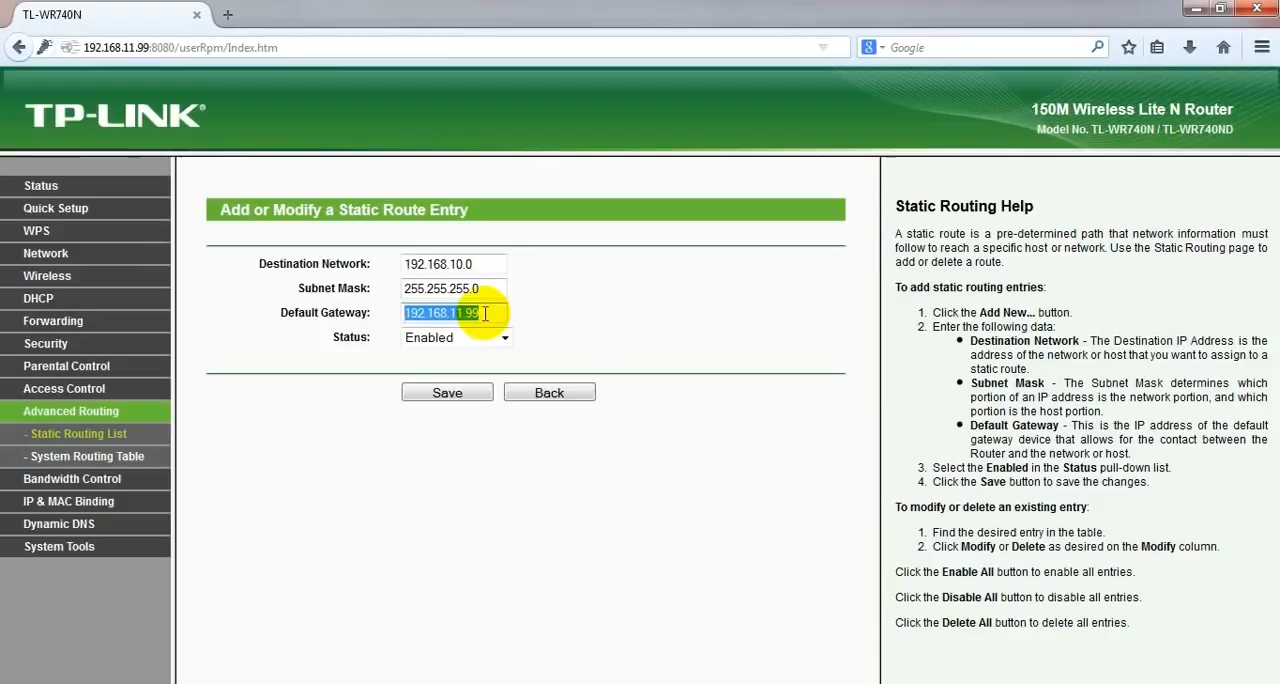 TL-WR740N
192.168.11.99:8080/userRpm/Index.htm
Google
TP-LINK®
150M Wireless Lite N Router
Model No. TL-WR740N / TL-WR740ND
Status
Quick Setup
WPS
Network
Wireless
DHCP
Forwarding
Security
Parental Control
Access Control
Advanced Routing
- Static Routing List
- System Routing Table
Bandwidth Control
IP & MAC Binding
Dynamic DNS
System Tools
Add or Modify a Static Route Entry
Destination Network: 192.168.10.0
Subnet Mask: 255.255.255.0
Default Gateway: 192.168.11.99
Status: Enabled
Save Back
Static Routing Help
A static route is a pre-determined path that network information must
follow to reach a specific host or network. Use the Static Routing page to
add or delete a route.
To add static routing entries:
1. Click the Add New... button.
2. Enter the following data:
● Destination Network - The Destination IP Address is the
address of the network or host that you want to assign to a
static route.
● Subnet Mask - The Subnet Mask determines which
portion of an IP address is the network portion, and which
portion is the host portion.
● Default Gateway - This is the IP address of the default
gateway device that allows for the contact between the
Router and the network or host.
3. Select the Enabled in the Status pull-down list.
4. Click the Save button to save the changes.
To modify or delete an existing entry:
1. Find the desired entry in the table.
2. Click Modify or Delete as desired on the Modify column.
Click the Enable All button to enable all entries.
Click the Disable All button to disable all entries.
Click the Delete All button to delete all entries.